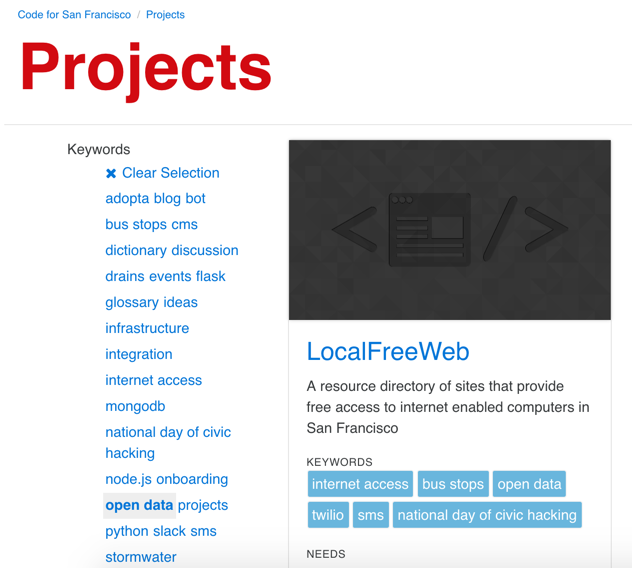 Code for San Francisco / Projects
Projects
Keywords
✖ Clear Selection
adopta blog bot
bus stops cms
dictionary discussion
drains events flask
glossary ideas
infrastructure
integration
internet access
mongodb
national day of civic
hacking
node.js onboarding
open data projects
python slack sms
stormwater
LocalFreeWeb
A resource directory of sites that provide
free access to internet enabled computers in
San Francisco
KEYWORDS
internet access bus stops open data
twilio sms national day of civic hacking
NEEDS